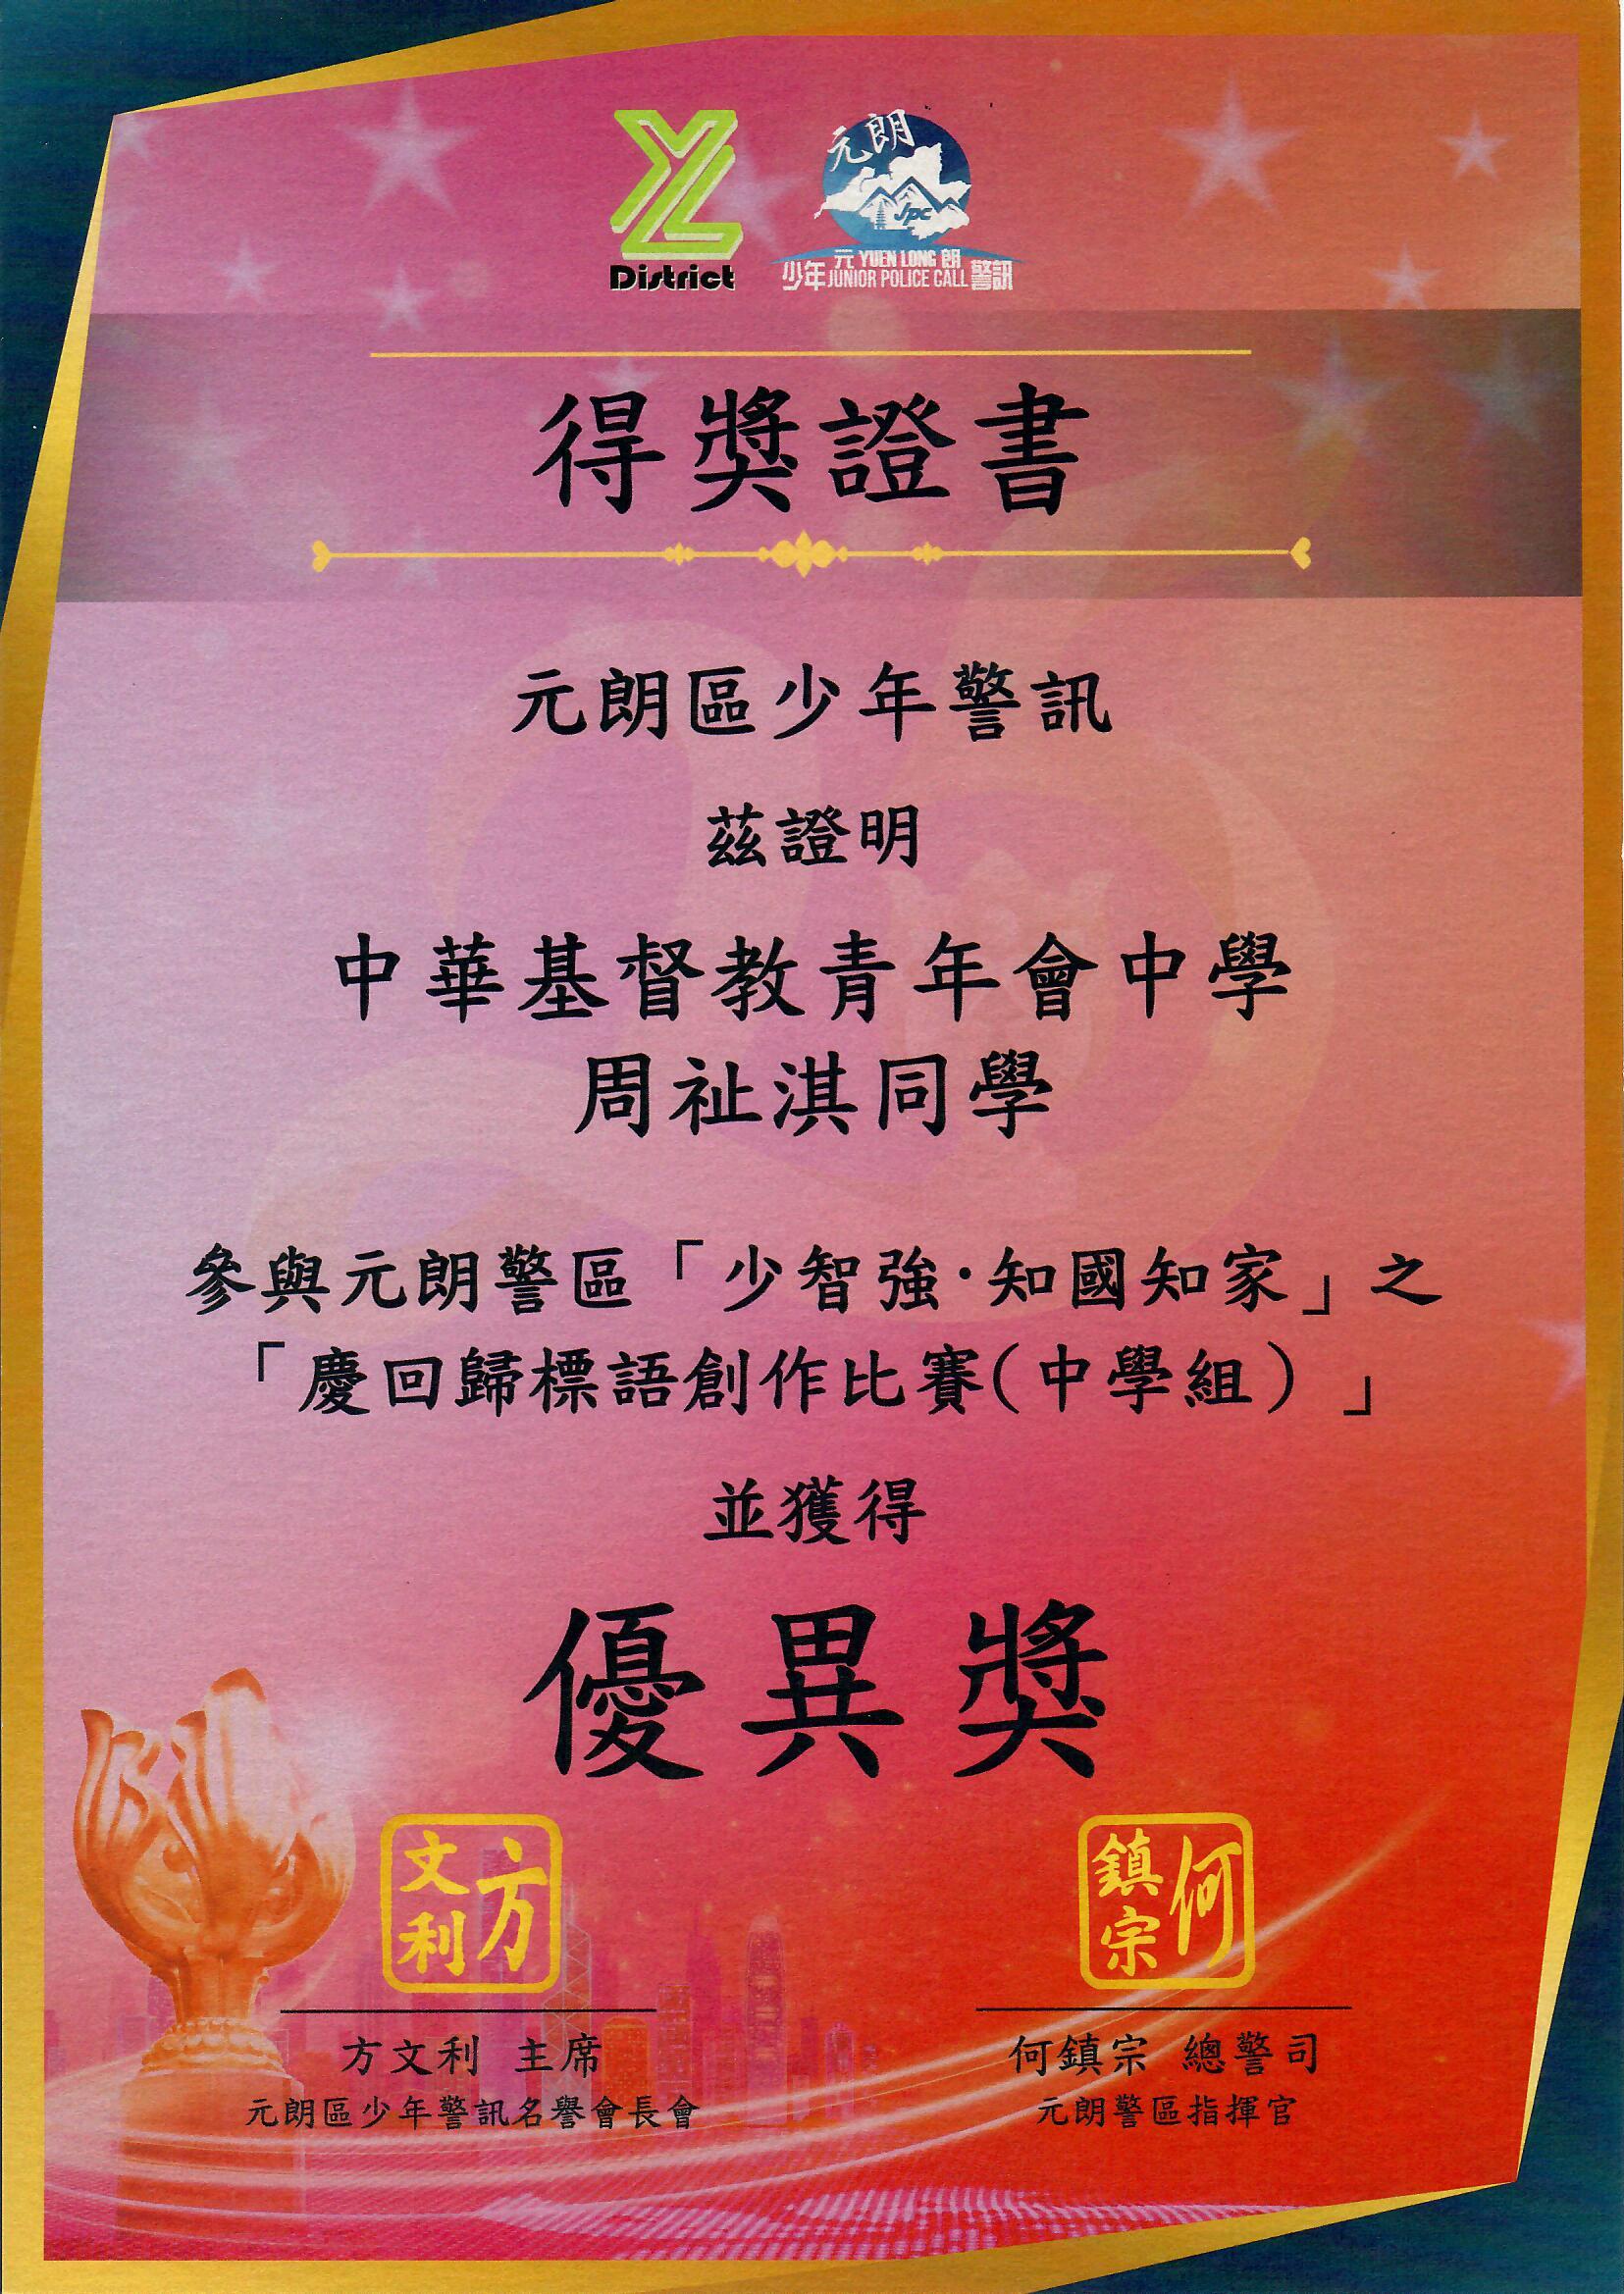 YL
District
元朗
jpc
元 YUEN LONG 朗
少年 JUNIOR POLICE CALL 警訊
得獎證書
元朗區少年警訊
茲證明
中華基督教青年會中學
周祉淇同學
參與元朗警區「少智強·知國知家」之
「慶回歸標語創作比賽(中學組)」
並獲得
優異獎
方文利
何鎮宗
方文利 主席
元朗區少年警訊名譽會長會
何鎮宗 總警司
元朗警區指揮官